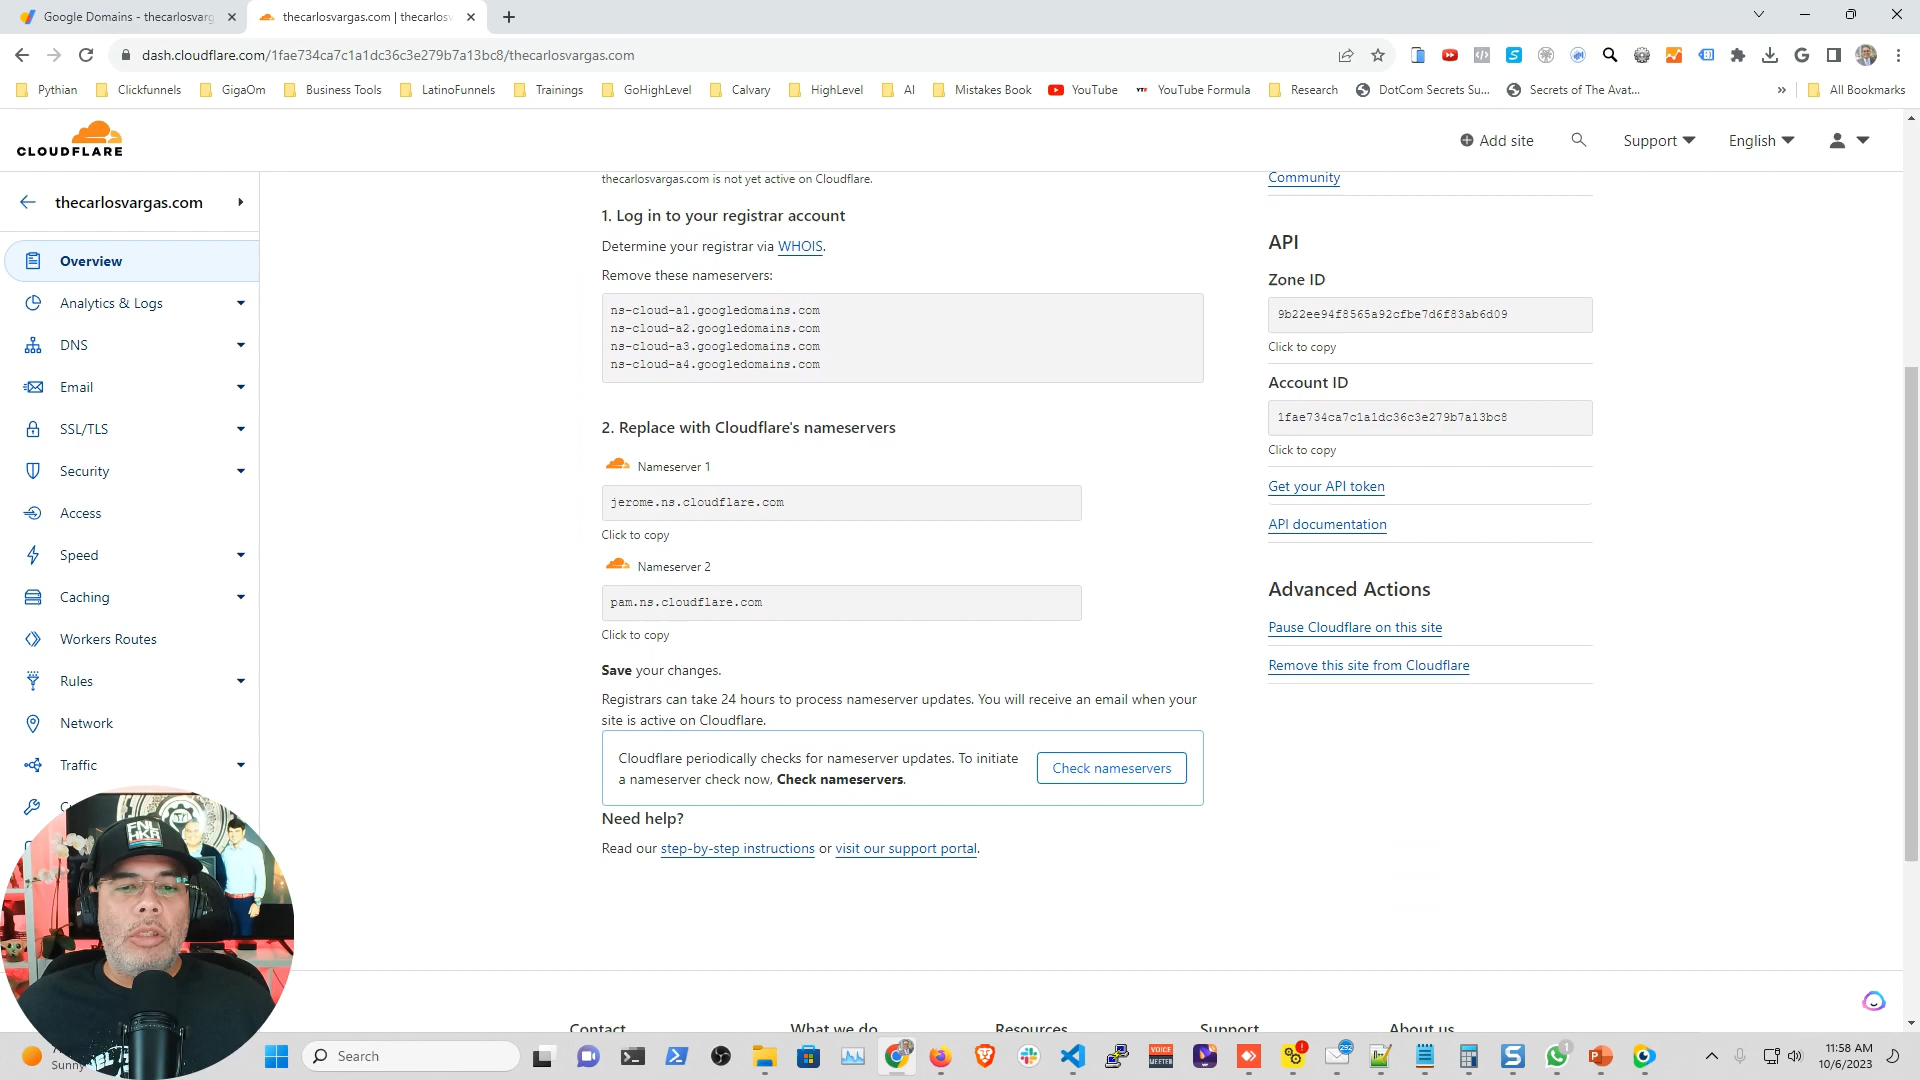 Google Domains - thecarlosvarg
thecarlosvargas.com | thecarlosv
dash.cloudflare.com/1fae734ca7c1a1dc36c3e279b7a13bc8/thecarlosvargas.com
Pythian
Clickfunnels
GigaOm
Business Tools
LatinoFunnels
Trainings
GoHighLevel
Calvary
HighLevel
AI
Mistakes Book
YouTube
YouTube Formula
Research
DotCom Secrets Su...
Secrets of The Avat...
»
All Bookmarks
CLOUDFLARE
Add site
Support
English
thecarlosvargas.com
Overview
Analytics & Logs
DNS
Email
SSL/TLS
Security
Access
Speed
Caching
Workers Routes
Rules
Network
Traffic
thecarlosvargas.com is not yet active on Cloudflare.
1. Log in to your registrar account
Determine your registrar via WHOIS.
Remove these nameservers:
ns-cloud-a1.googledomains.com
ns-cloud-a2.googledomains.com
ns-cloud-a3.googledomains.com
ns-cloud-a4.googledomains.com
2. Replace with Cloudflare's nameservers
Nameserver 1
jerome.ns.cloudflare.com
Click to copy
Nameserver 2
pam.ns.cloudflare.com
Click to copy
Save your changes.
Registrars can take 24 hours to process nameserver updates. You will receive an email when your
site is active on Cloudflare.
Cloudflare periodically checks for nameserver updates. To initiate
a nameserver check now, Check nameservers.
Check nameservers
Need help?
Read our step-by-step instructions or visit our support portal.
Community
API
Zone ID
9b22ee94f8565a92cfbe7d6f83ab6d09
Click to copy
Account ID
1fae734ca7c1a1dc36c3e279b7a13bc8
Click to copy
Get your API token
API documentation
Advanced Actions
Pause Cloudflare on this site
Remove this site from Cloudflare
Contact
What we do
Resources
Support
About us
FNL
HKR
Sunny
Search
VOICE
MEETER
292
1
11:58 AM
10/6/2023